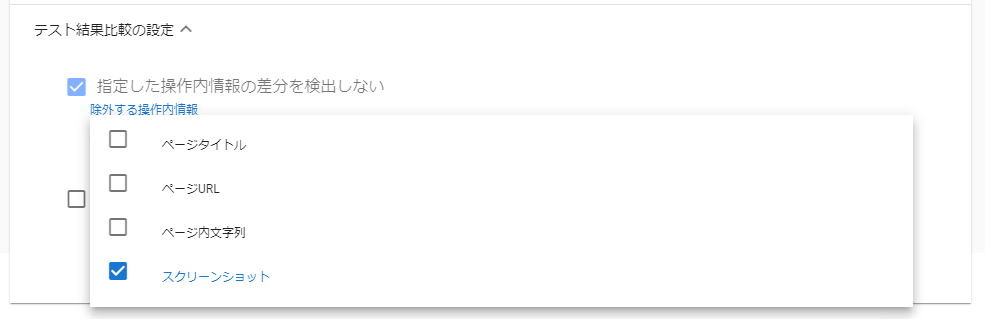 テスト結果比較の設定
指定した操作内情報の差分を検出しない
除外する操作内情報
ページタイトル
ページURL
ページ内文字列
スクリーンショット